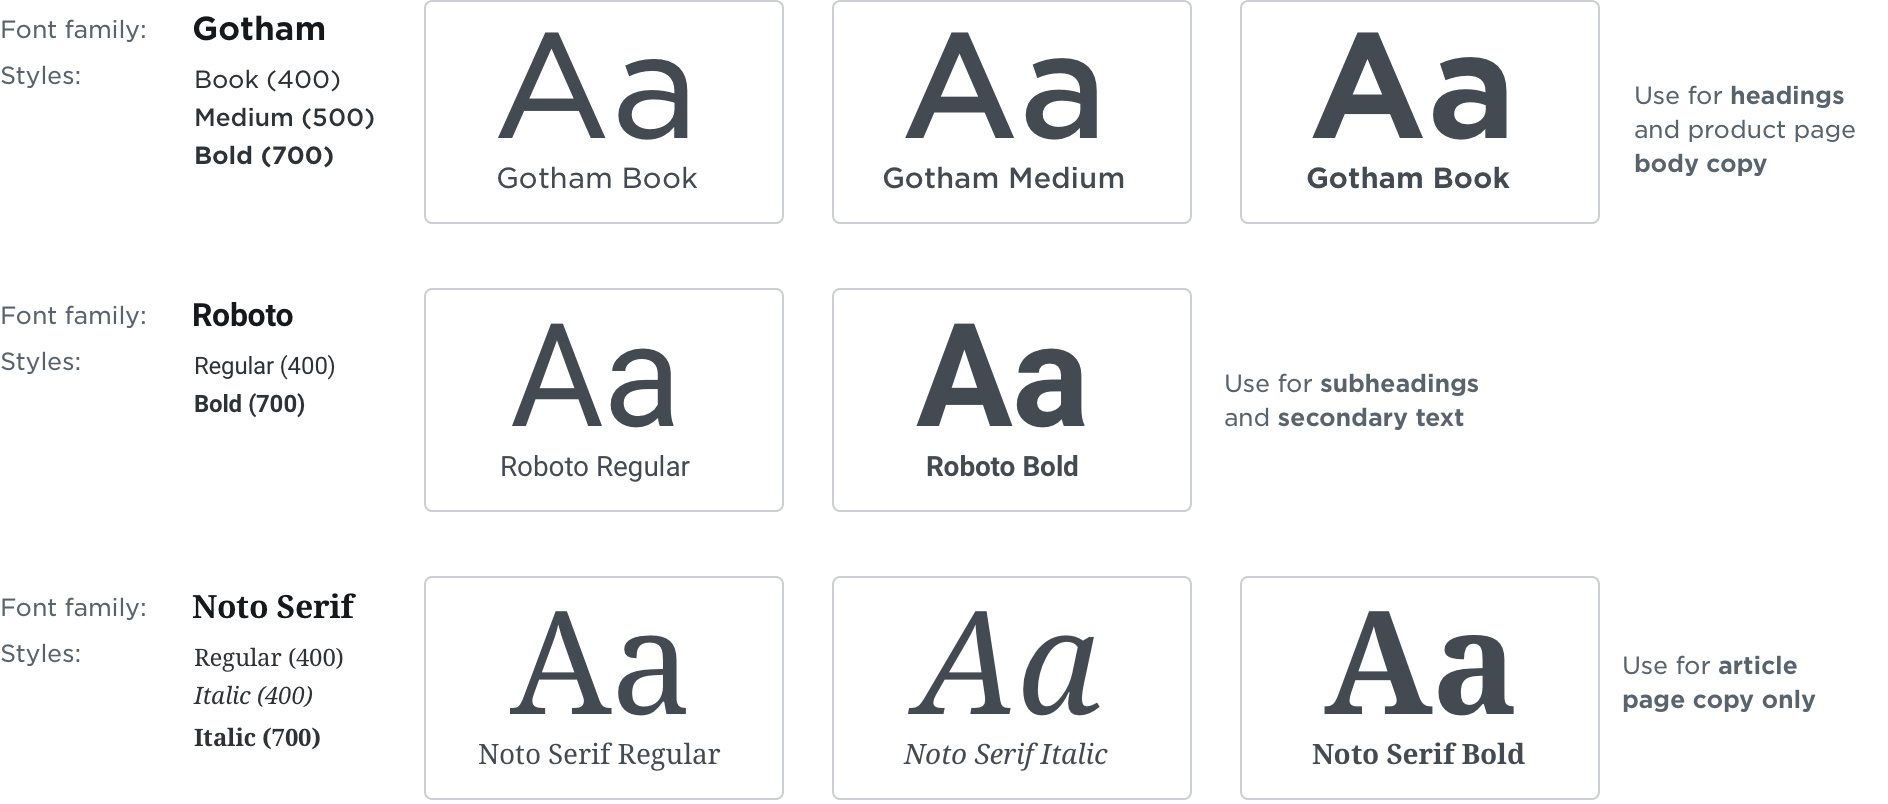 Font family: Gotham
Styles: Book (400)
Medium (500)
Bold (700)
Aa
Gotham Book
Aa
Gotham Medium
Aa
Gotham Book
Use for headings
and product page
body copy
Font family: Roboto
Styles: Regular (400)
Bold (700)
Aa
Roboto Regular
Aa
Roboto Bold
Use for subheadings
and secondary text
Font family: Noto Serif
Styles: Regular (400)
Italic (400)
Italic (700)
Aa
Noto Serif Regular
Aa
Noto Serif Italic
Aa
Noto Serif Bold
Use for article
page copy only